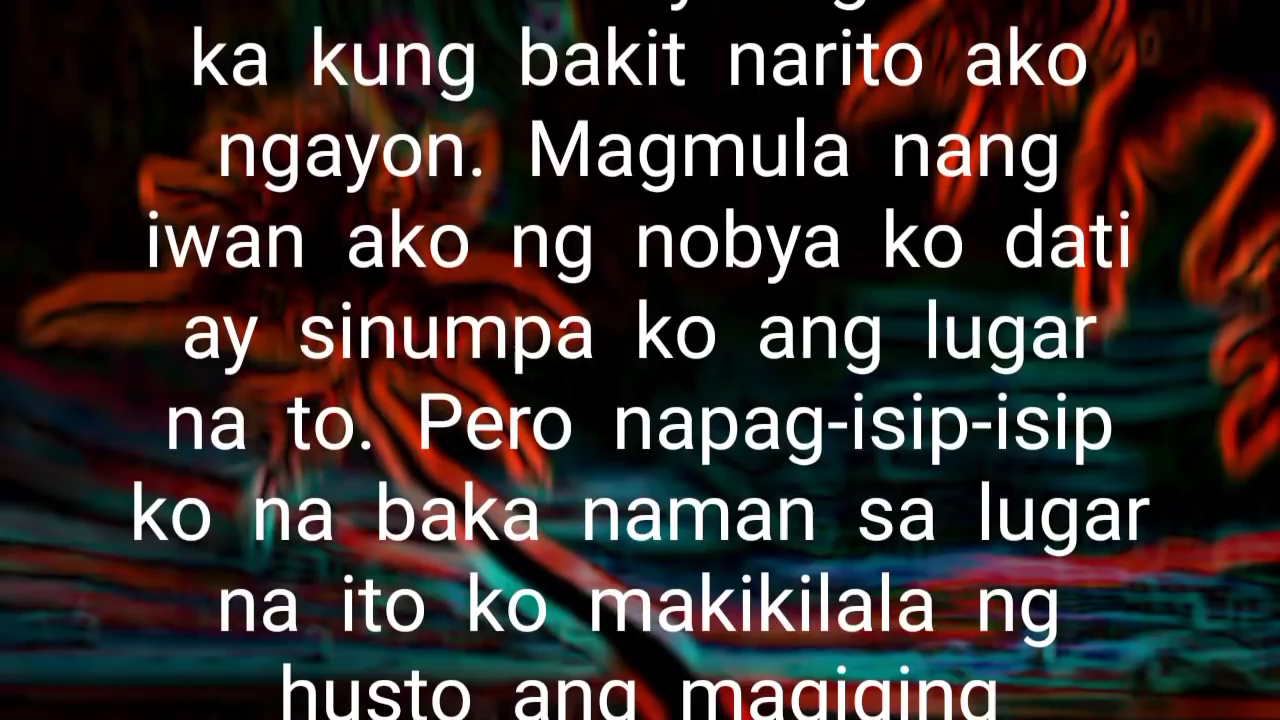 ka kung bakit narito ako
ngayon. Magmula nang
iwan ako ng nobya ko dati
ay sinumpa ko ang lugar
na to. Pero napag-isip-isip
ko na baka naman sa lugar
na ito ko makikilala ng
husto ang magiging